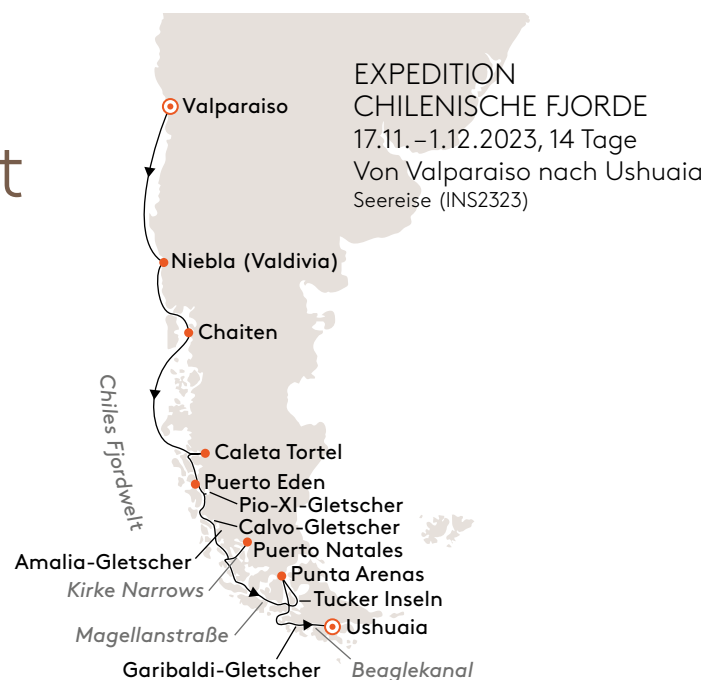 EXPEDITION
CHILENISCHE FJORDE
17.11.–1.12.2023, 14 Tage
Von Valparaiso nach Ushuaia
Seereise (INS2323)
t
Valparaiso
Niebla (Valdivia)
Chaiten
Chiles Fjordwelt
Caleta Tortel
Puerto Eden
Pio-XI-Gletscher
Calvo-Gletscher
Amalia-Gletscher
Puerto Natales
Kirke Narrows
Punta Arenas
Tucker Inseln
Magellanstraße
Ushuaia
Garibaldi-Gletscher
Beaglekanal